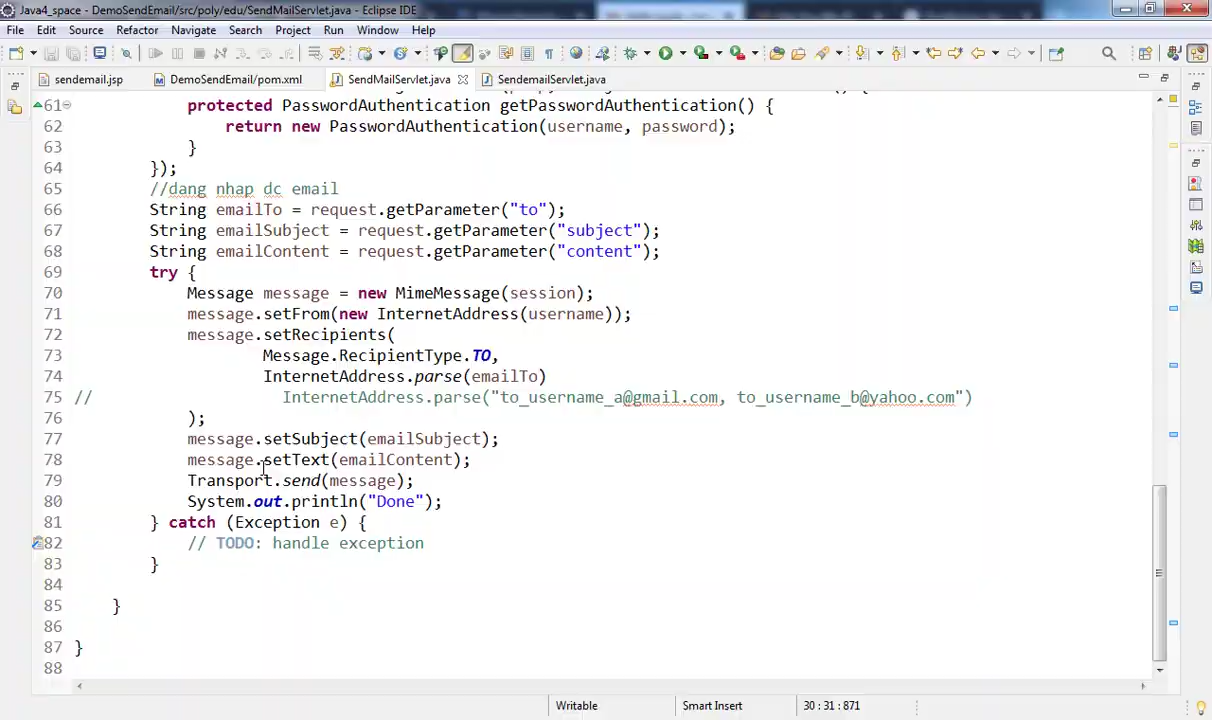 Java4_space - DemoSendEmail/src/poly/edu/SendMailServlet.java - Eclipse IDE
File Edit Source Refactor Navigate Search Project Run Window Help
sendemail.jsp DemoSendEmail/pom.xml SendMailServlet.java SendemailServlet.java
61 protected PasswordAuthentication getPasswordAuthentication() {
62 return new PasswordAuthentication(username, password);
63 }
64 });
65 //dang nhap dc email
66 String emailTo = request.getParameter("to");
67 String emailSubject = request.getParameter("subject");
68 String emailContent = request.getParameter("content");
69 try {
70 Message message = new MimeMessage(session);
71 message.setFrom(new InternetAddress(username));
72 message.setRecipients(
73 Message.RecipientType.TO,
74 InternetAddress.parse(emailTo)
75 // InternetAddress.parse("to_username_a@gmail.com, to_username_b@yahoo.com")
76 );
77 message.setSubject(emailSubject);
78 message.setText(emailContent);
79 Transport.send(message);
80 System.out.println("Done");
81 } catch (Exception e) {
82 // TODO: handle exception
83 }
84
85 }
86
87 }
88
Writable Smart Insert 30 : 31 : 871